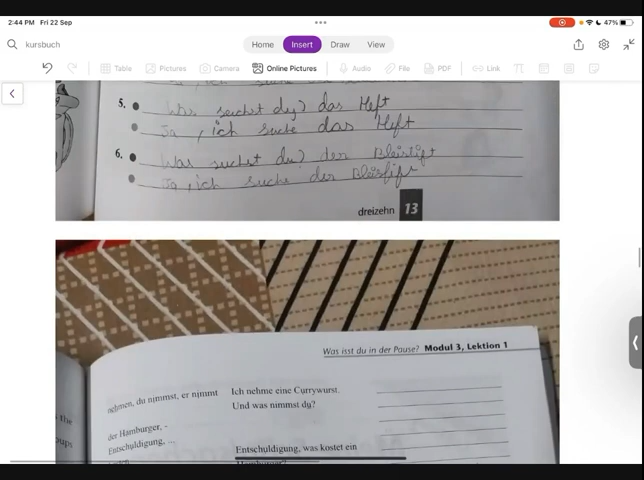 2:44 PM Fri 22 Sep
47%
kursbuch
Home Insert Draw View
Table Pictures Camera Online Pictures Audio File PDF Link
5. Was suchst du? das Heft
Ja, ich suche das Heft
6. Was suchst du? der Bleistift
Ja, ich suche der
dreizehn 13
Was isst du in der Pause? Modul 3, Lektion 1
nehmen, du nimmst, er nimmt Ich nehme eine Currywurst.
Und was nimmst du?
the
der Hamburger, -
Entschuldigung, ...
oups
Entschuldigung, was kostet ein
Hamburger?